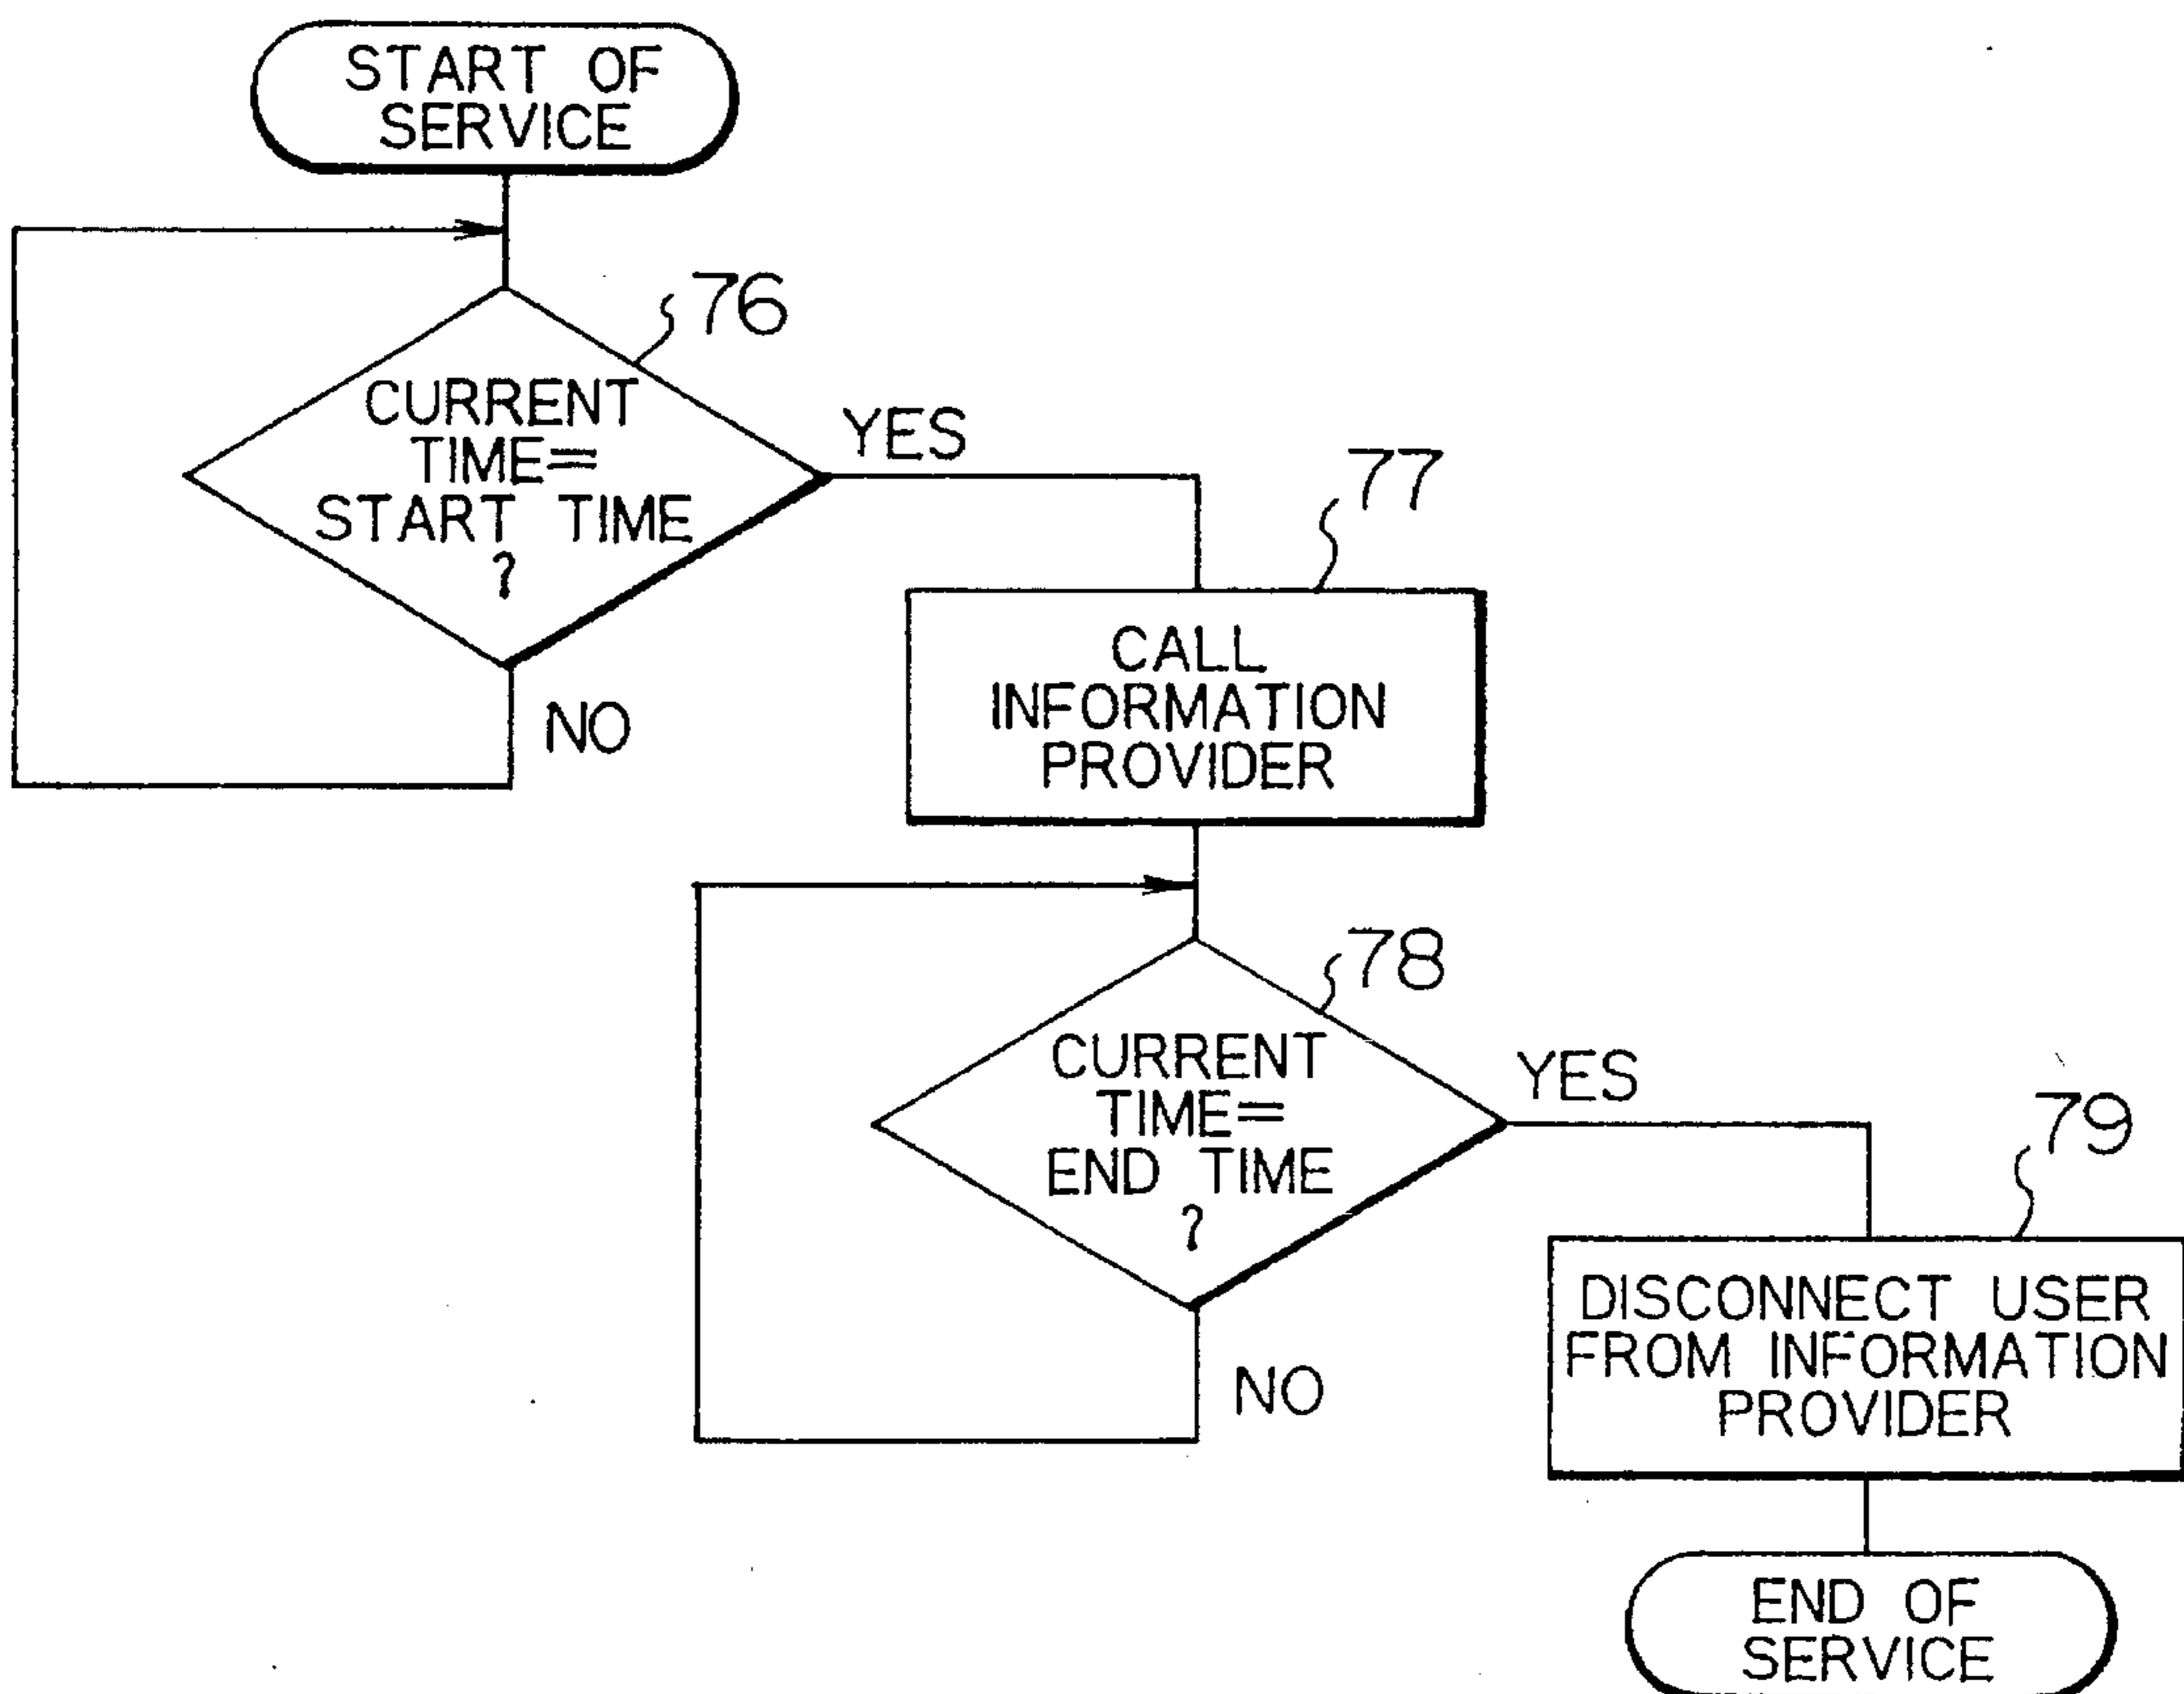 START OF
SERVICE
76
CURRENT
TIME=
START TIME
?
YES
NO
77
CALL
INFORMATION
PROVIDER
78
CURRENT
TIME=
END TIME
?
YES
NO
79
DISCONNECT USER
FROM INFORMATION
PROVIDER
END OF
SERVICE